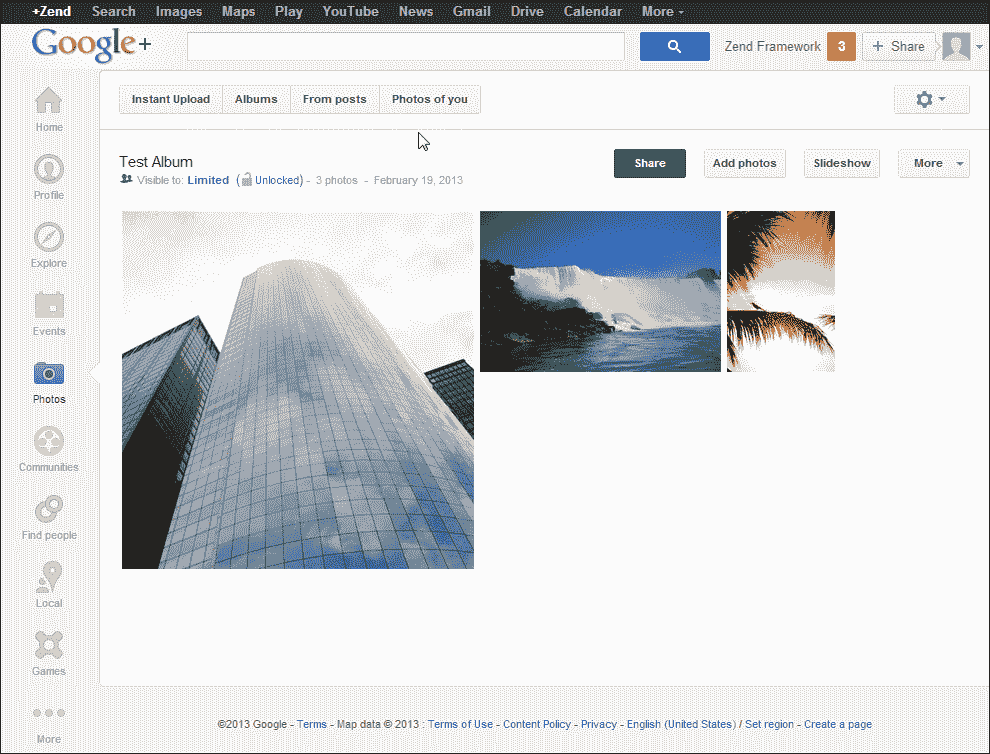 +Zend Search Images Maps Play YouTube News Gmail Drive Calendar More
Google+ Zend Framework 3 + Share
Instant Upload Albums From posts Photos of you
Test Album
Share Add photos Slideshow More
Visible to: Limited (Unlocked) - 3 photos - February 19, 2013
Home
Profile
Explore
Events
Photos
Communities
Find people
Local
Games
More
©2013 Google - Terms - Map data © 2013 : Terms of Use - Content Policy - Privacy - English (United States) / Set region - Create a page